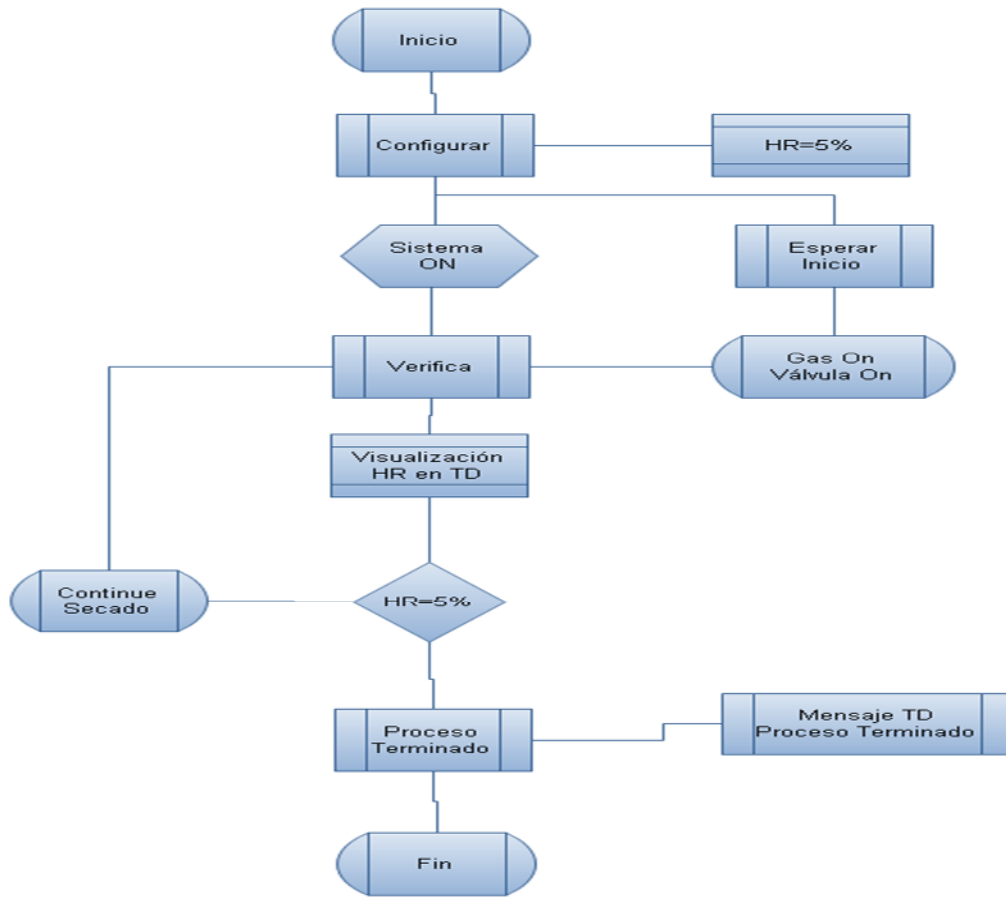 Inicio
Configurar
HR=5%
Sistema
ON
Esperar
Inicio
Verifica
Gas On
Válvula On
Visualización
HR en TD
Continue
Secado
HR=5%
Proceso
Terminado
Mensaje TD
Proceso Terminado
Fin